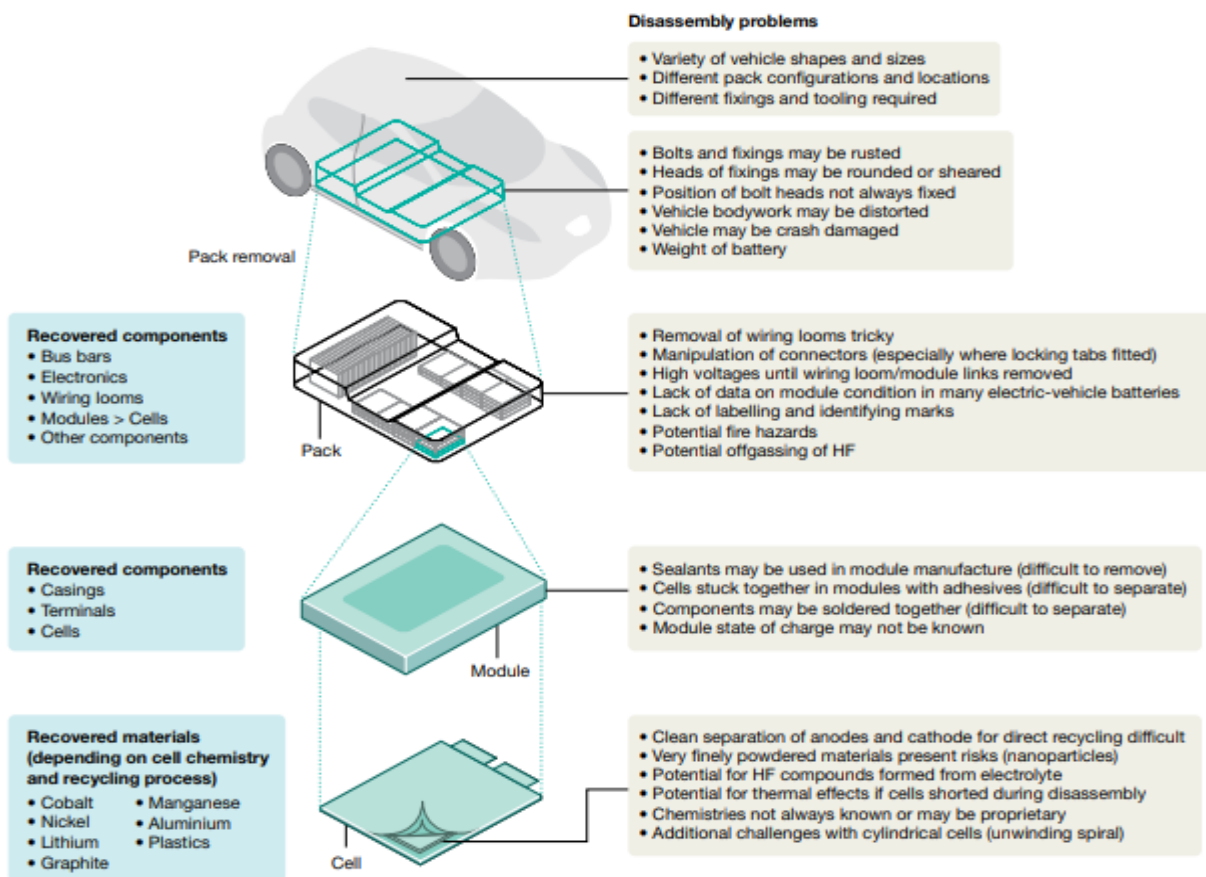 Disassembly problems
• Variety of vehicle shapes and sizes
• Different pack configurations and locations
• Different fixings and tooling required
• Bolts and fixings may be rusted
• Heads of fixings may be rounded or sheared
• Position of bolt heads not always fixed
• Vehicle bodywork may be distorted
• Vehicle may be crash damaged
• Weight of battery
Pack removal
Recovered components
• Bus bars
• Electronics
• Wiring looms
• Modules > Cells
• Other components
Pack
• Removal of wiring looms tricky
• Manipulation of connectors (especially where locking tabs fitted)
• High voltages until wiring loom/module links removed
• Lack of data on module condition in many electric-vehicle batteries
• Lack of labelling and identifying marks
• Potential fire hazards
• Potential offgassing of HF
Recovered components
• Casings
• Terminals
• Cells
Module
• Sealants may be used in module manufacture (difficult to remove)
• Cells stuck together in modules with adhesives (difficult to separate)
• Components may be soldered together (difficult to separate)
• Module state of charge may not be known
Recovered materials
(depending on cell chemistry
and recycling process)
• Cobalt • Manganese
• Nickel • Aluminium
• Lithium • Plastics
• Graphite
Cell
• Clean separation of anodes and cathode for direct recycling difficult
• Very finely powdered materials present risks (nanoparticles)
• Potential for HF compounds formed from electrolyte
• Potential for thermal effects if cells shorted during disassembly
• Chemistries not always known or may be proprietary
• Additional challenges with cylindrical cells (unwinding spiral)